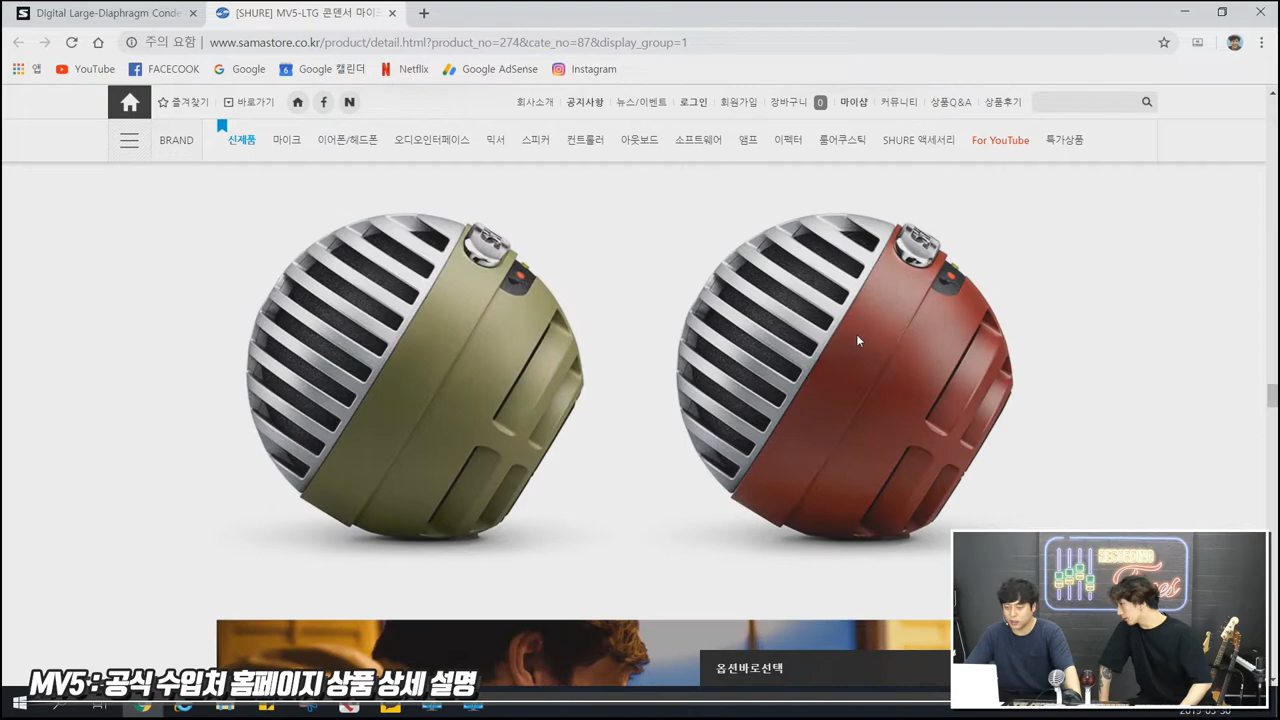 Digital Large-Diaphragm Conde
[SHURE] MV5-LTG 콘덴서 마이크
주의 요함
www.samastore.co.kr/product/detail.html?product_no=274&cate_no=87&display_group=1
앱 YouTube FACECOOK Google Google 캘린더 Netflix Google AdSense Instagram
즐겨찾기 바로가기 회사소개 공지사항 뉴스/이벤트 로그인 회원가입 장바구니 0 마이샵 커뮤니티 상품Q&A 상품후기
BRAND 신제품 마이크 이어폰/헤드폰 오디오인터페이스 믹서 스피커 컨트롤러 아웃보드 소프트웨어 앰프 이펙터 룸어쿠스틱 SHURE 액세서리 For YouTube 특가상품
RECORDING
옵션바로선택
MV5 : 공식 수입처 홈페이지 상품 상세 설명